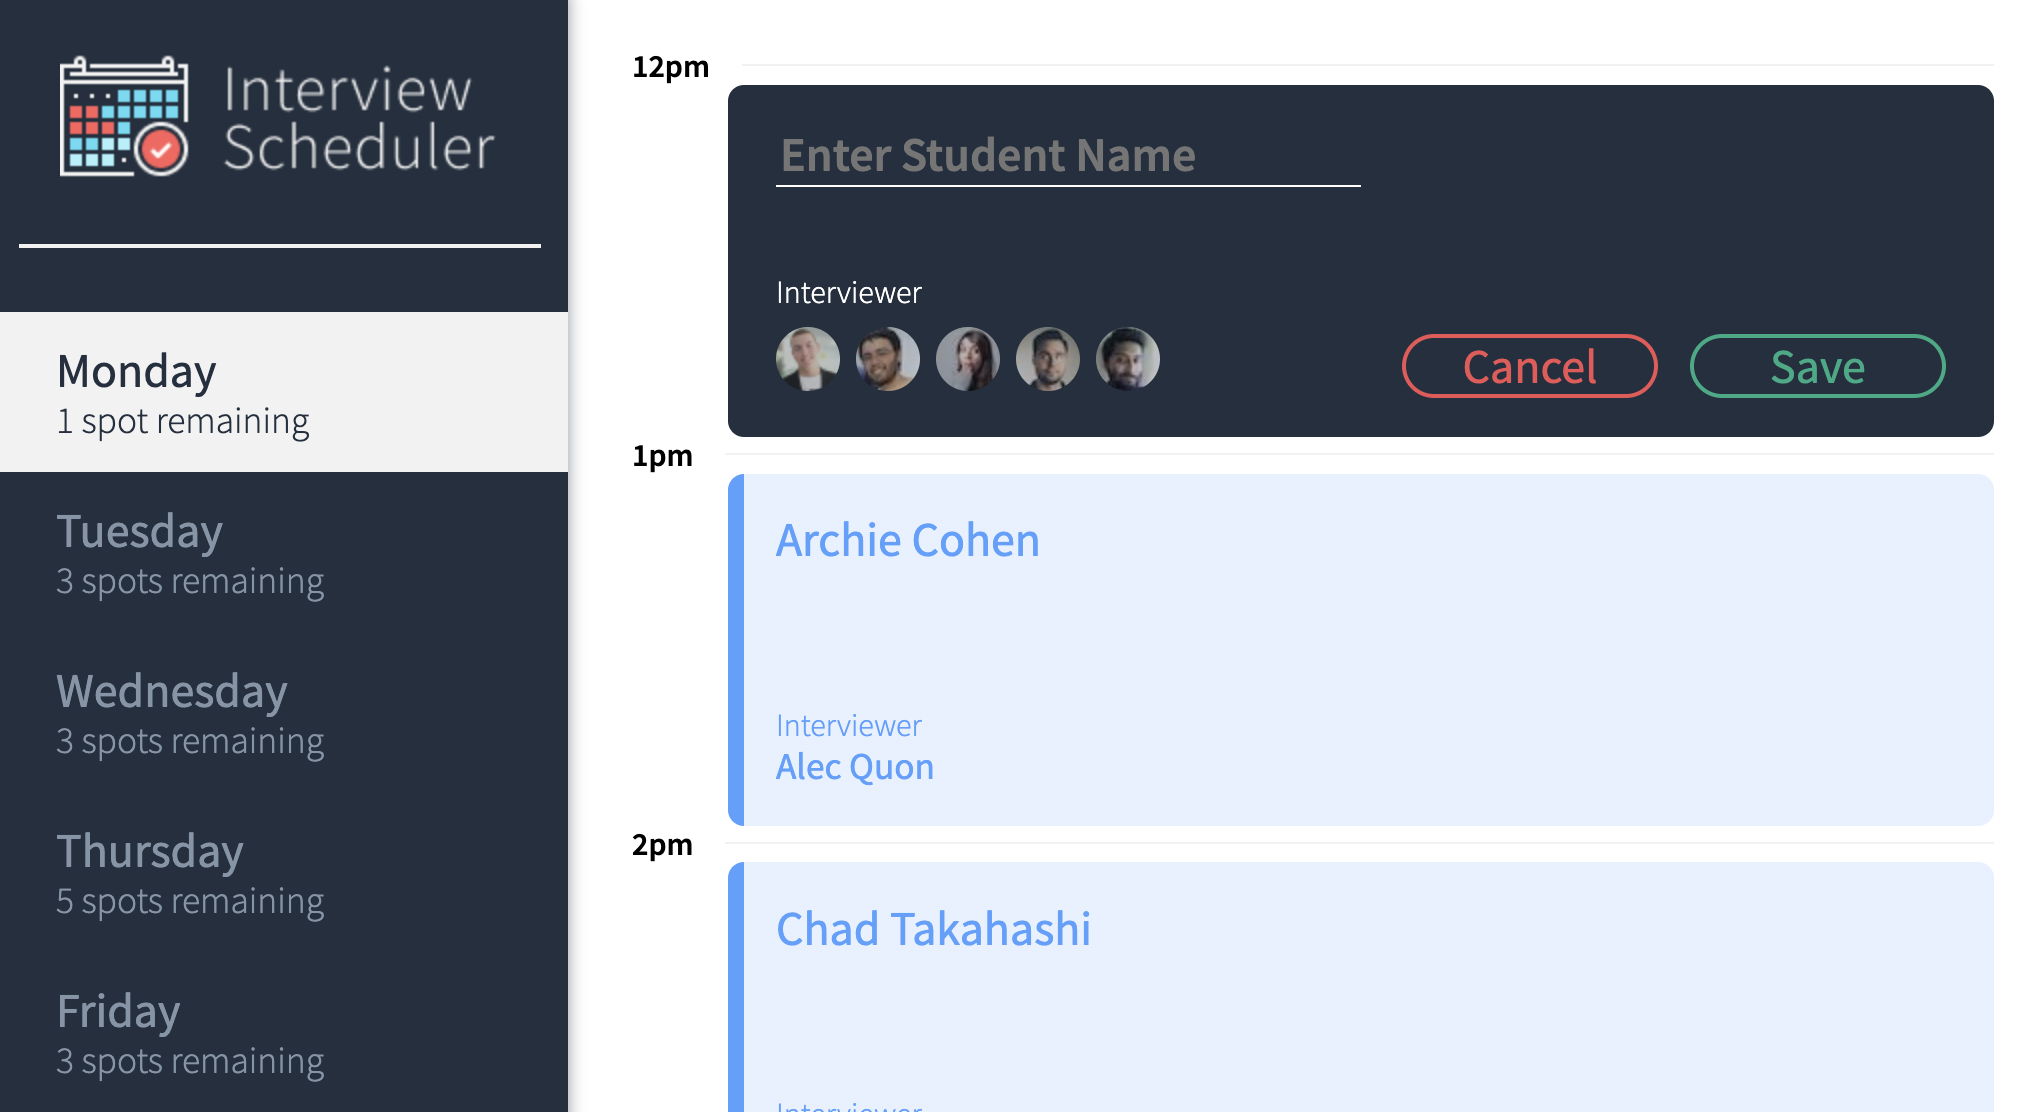 Interview
Scheduler
Monday
1 spot remaining
Tuesday
3 spots remaining
Wednesday
3 spots remaining
Thursday
5 spots remaining
Friday
3 spots remaining
12pm
Enter Student Name
Interviewer
Cancel
Save
1pm
Archie Cohen
Interviewer
Alec Quon
2pm
Chad Takahashi
Interviewer